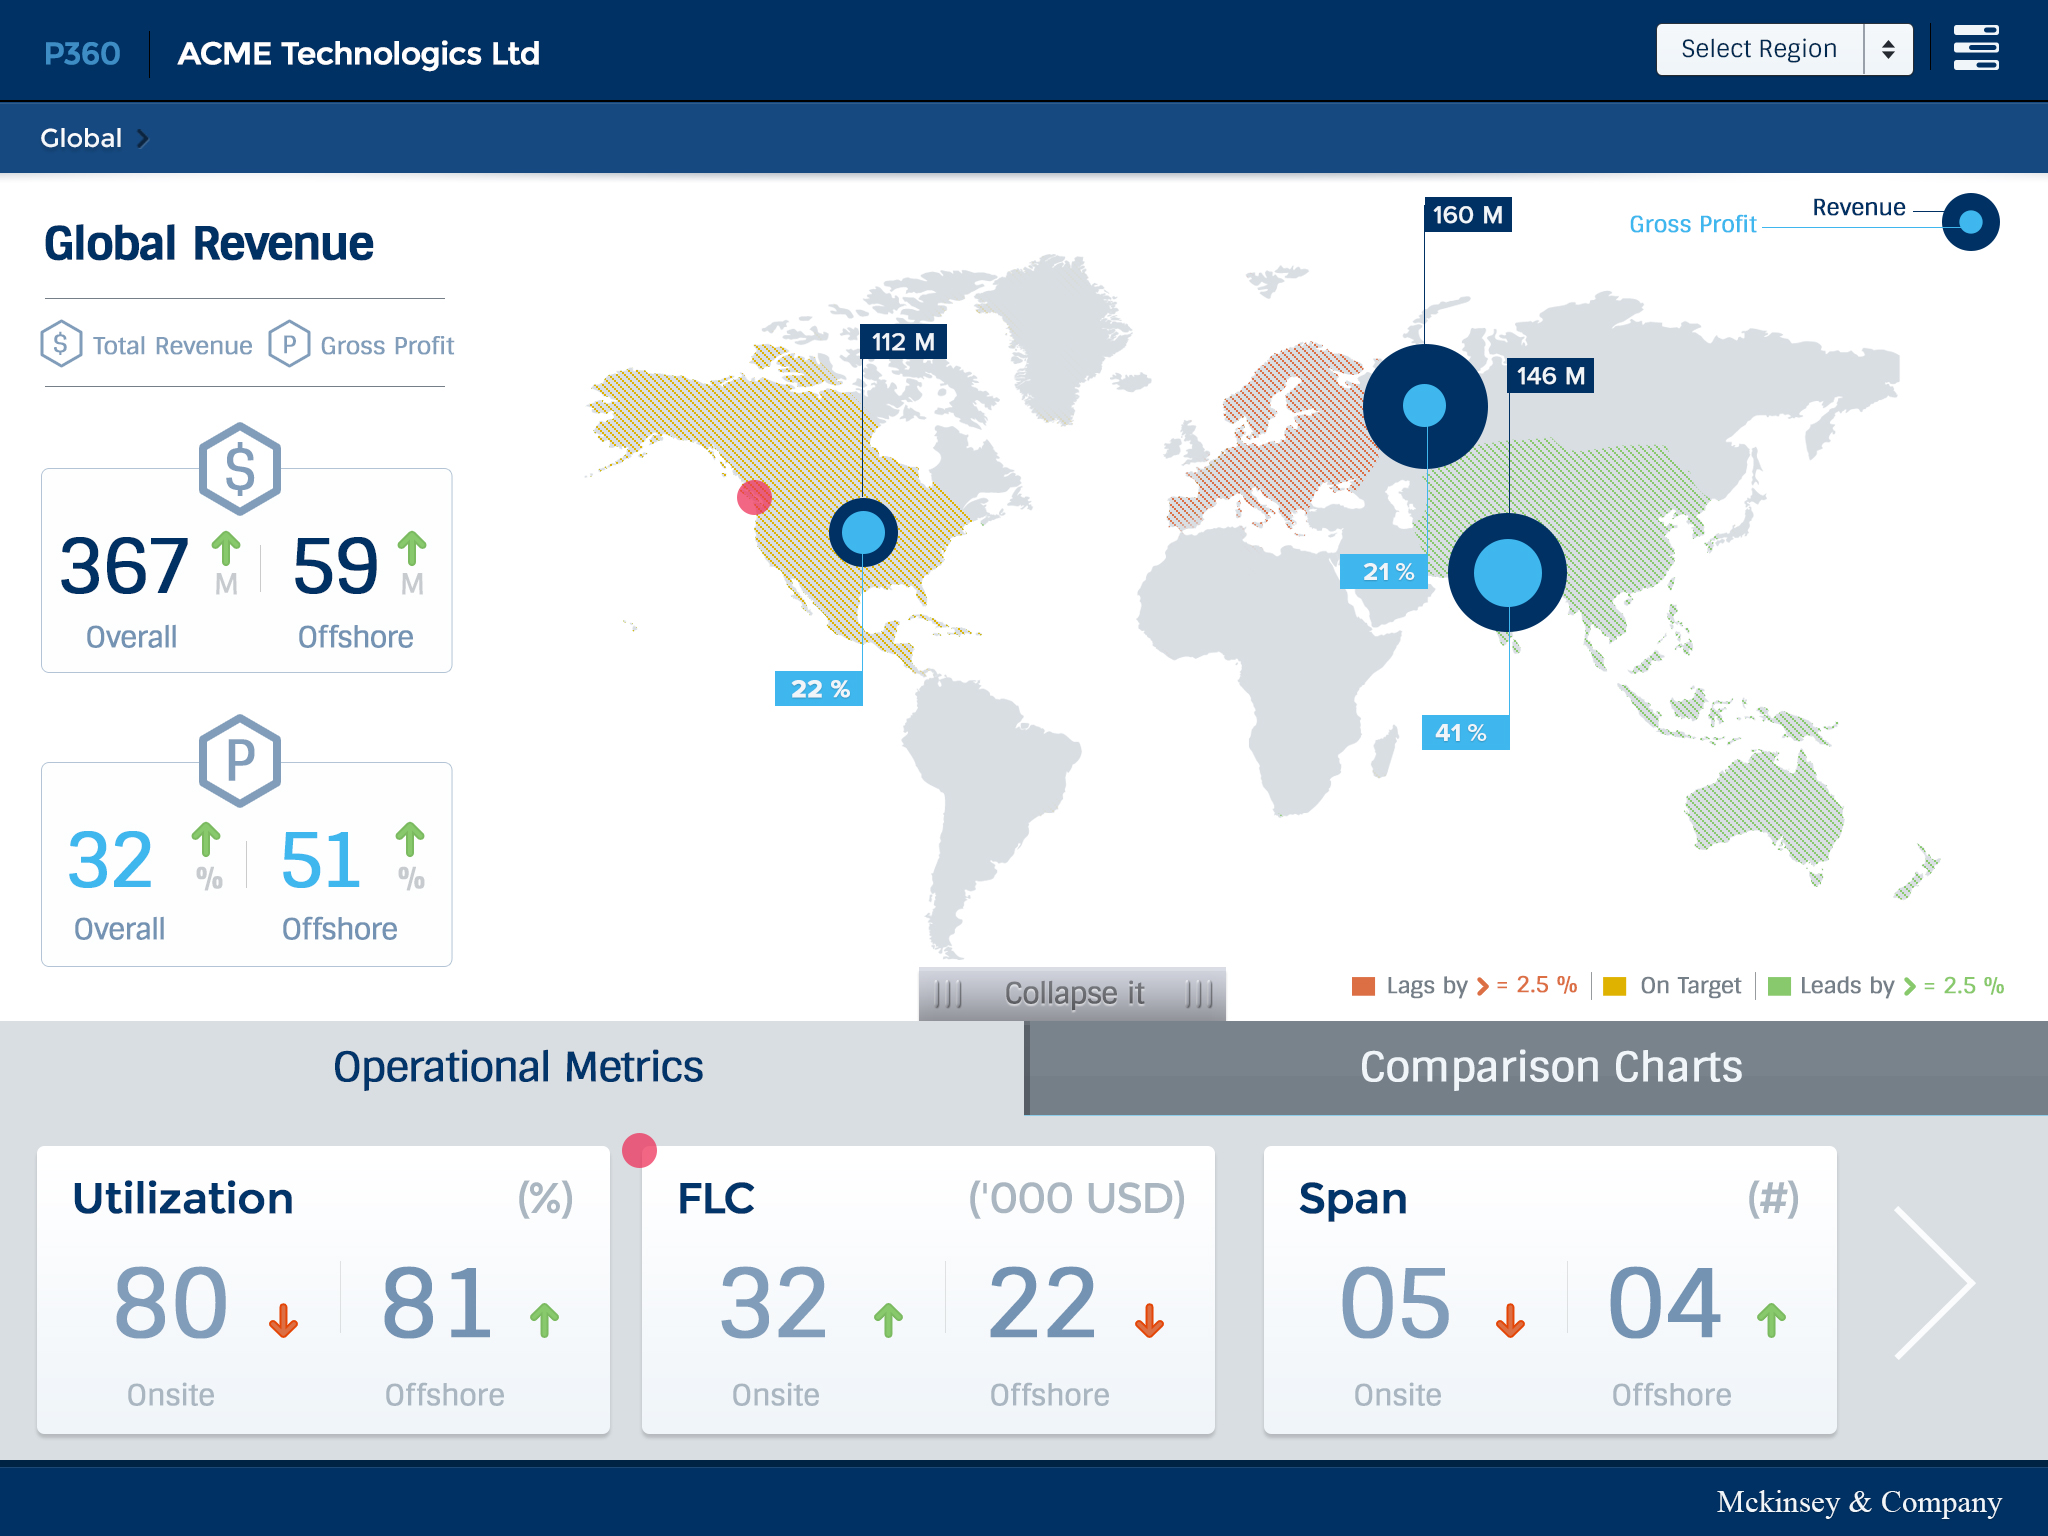 P360
ACME Technologics Ltd
Select Region
Global
Global Revenue
$ Total Revenue P Gross Profit
$
367 M 59 M
Overall Offshore
P
32 % 51 %
Overall Offshore
Revenue
Gross Profit
160 M
112 M
146 M
21 %
22 %
41 %
Collapse it
Lags by > = 2.5 % On Target Leads by > = 2.5 %
Operational Metrics
Comparison Charts
Utilization (%)
80 81
Onsite Offshore
FLC ('000 USD)
32 22
Onsite Offshore
Span (#)
05 04
Onsite Offshore
Mckinsey & Company